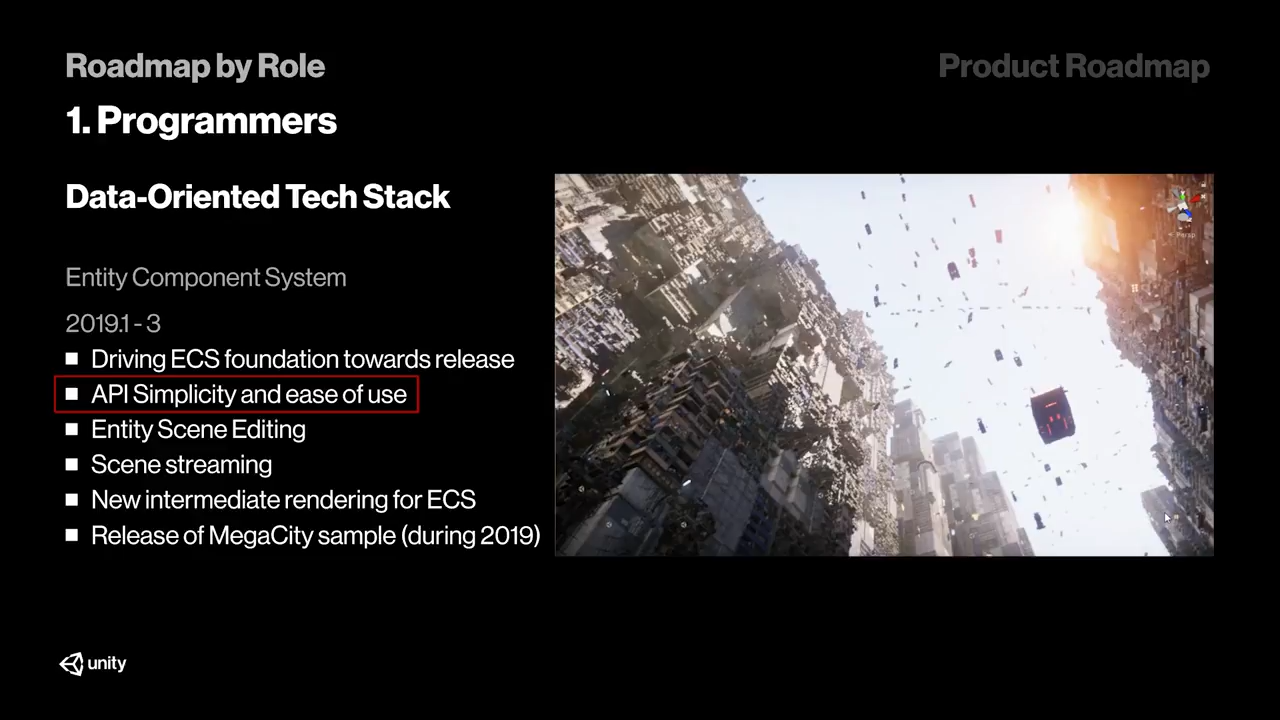 Roadmap by Role
Product Roadmap
1. Programmers
Data-Oriented Tech Stack
Entity Component System
2019.1 - 3
Driving ECS foundation towards release
API Simplicity and ease of use
Entity Scene Editing
Scene streaming
New intermediate rendering for ECS
Release of MegaCity sample (during 2019)
< Persp
unity